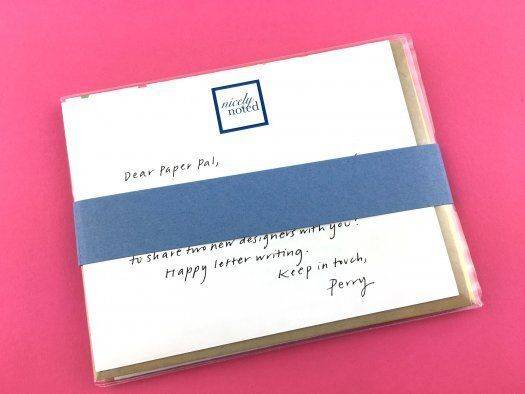 nicely
noted
Dear Paper Pal,
to share two new designers with you!
Happy letter writing.
Keep in touch,
Perry